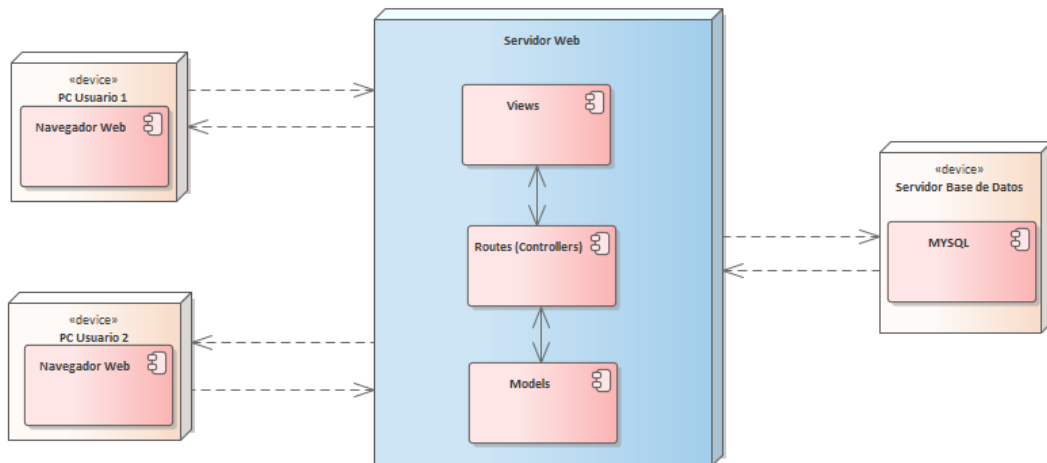 «device»
PC Usuario 1
Navegador Web
«device»
PC Usuario 2
Navegador Web
Servidor Web
Views
Routes (Controllers)
Models
«device»
Servidor Base de Datos
MYSQL